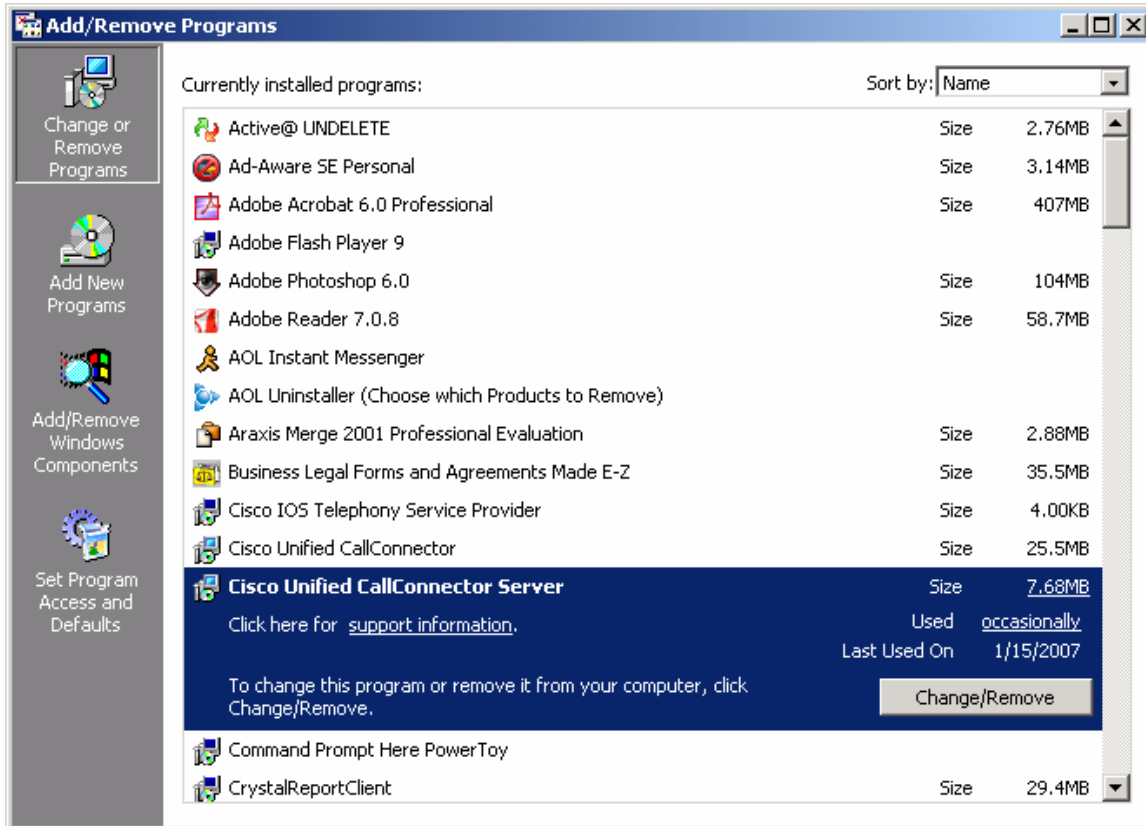 Add/Remove Programs
Change or
Remove
Programs
Add New
Programs
Add/Remove
Windows
Components
Set Program
Access and
Defaults
Currently installed programs:
Sort by: Name
Active@ UNDELETE Size 2.76MB
Ad-Aware SE Personal Size 3.14MB
Adobe Acrobat 6.0 Professional Size 407MB
Adobe Flash Player 9
Adobe Photoshop 6.0 Size 104MB
Adobe Reader 7.0.8 Size 58.7MB
AOL Instant Messenger
AOL Uninstaller (Choose which Products to Remove)
Araxis Merge 2001 Professional Evaluation Size 2.88MB
Business Legal Forms and Agreements Made E-Z Size 35.5MB
Cisco IOS Telephony Service Provider Size 4.00KB
Cisco Unified CallConnector Size 25.5MB
Cisco Unified CallConnector Server Size 7.68MB
Click here for support information. Used occasionally
Last Used On 1/15/2007
To change this program or remove it from your computer, click
Change/Remove.
Change/Remove
Command Prompt Here PowerToy
CrystalReportClient Size 29.4MB